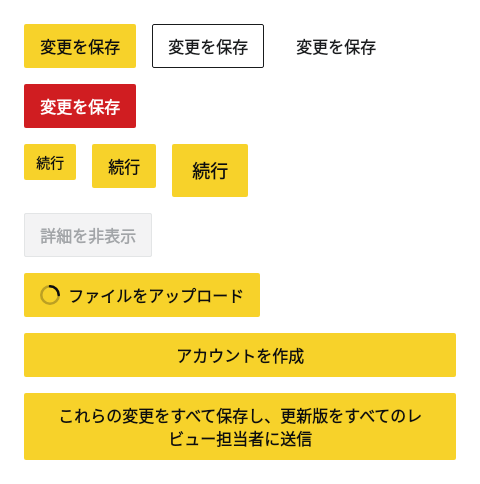 変更を保存 変更を保存 変更を保存
変更を保存
続行 続行 続行
詳細を非表示
ファイルをアップロード
アカウントを作成
これらの変更をすべて保存し、更新版をすべてのレ
ビュー担当者に送信